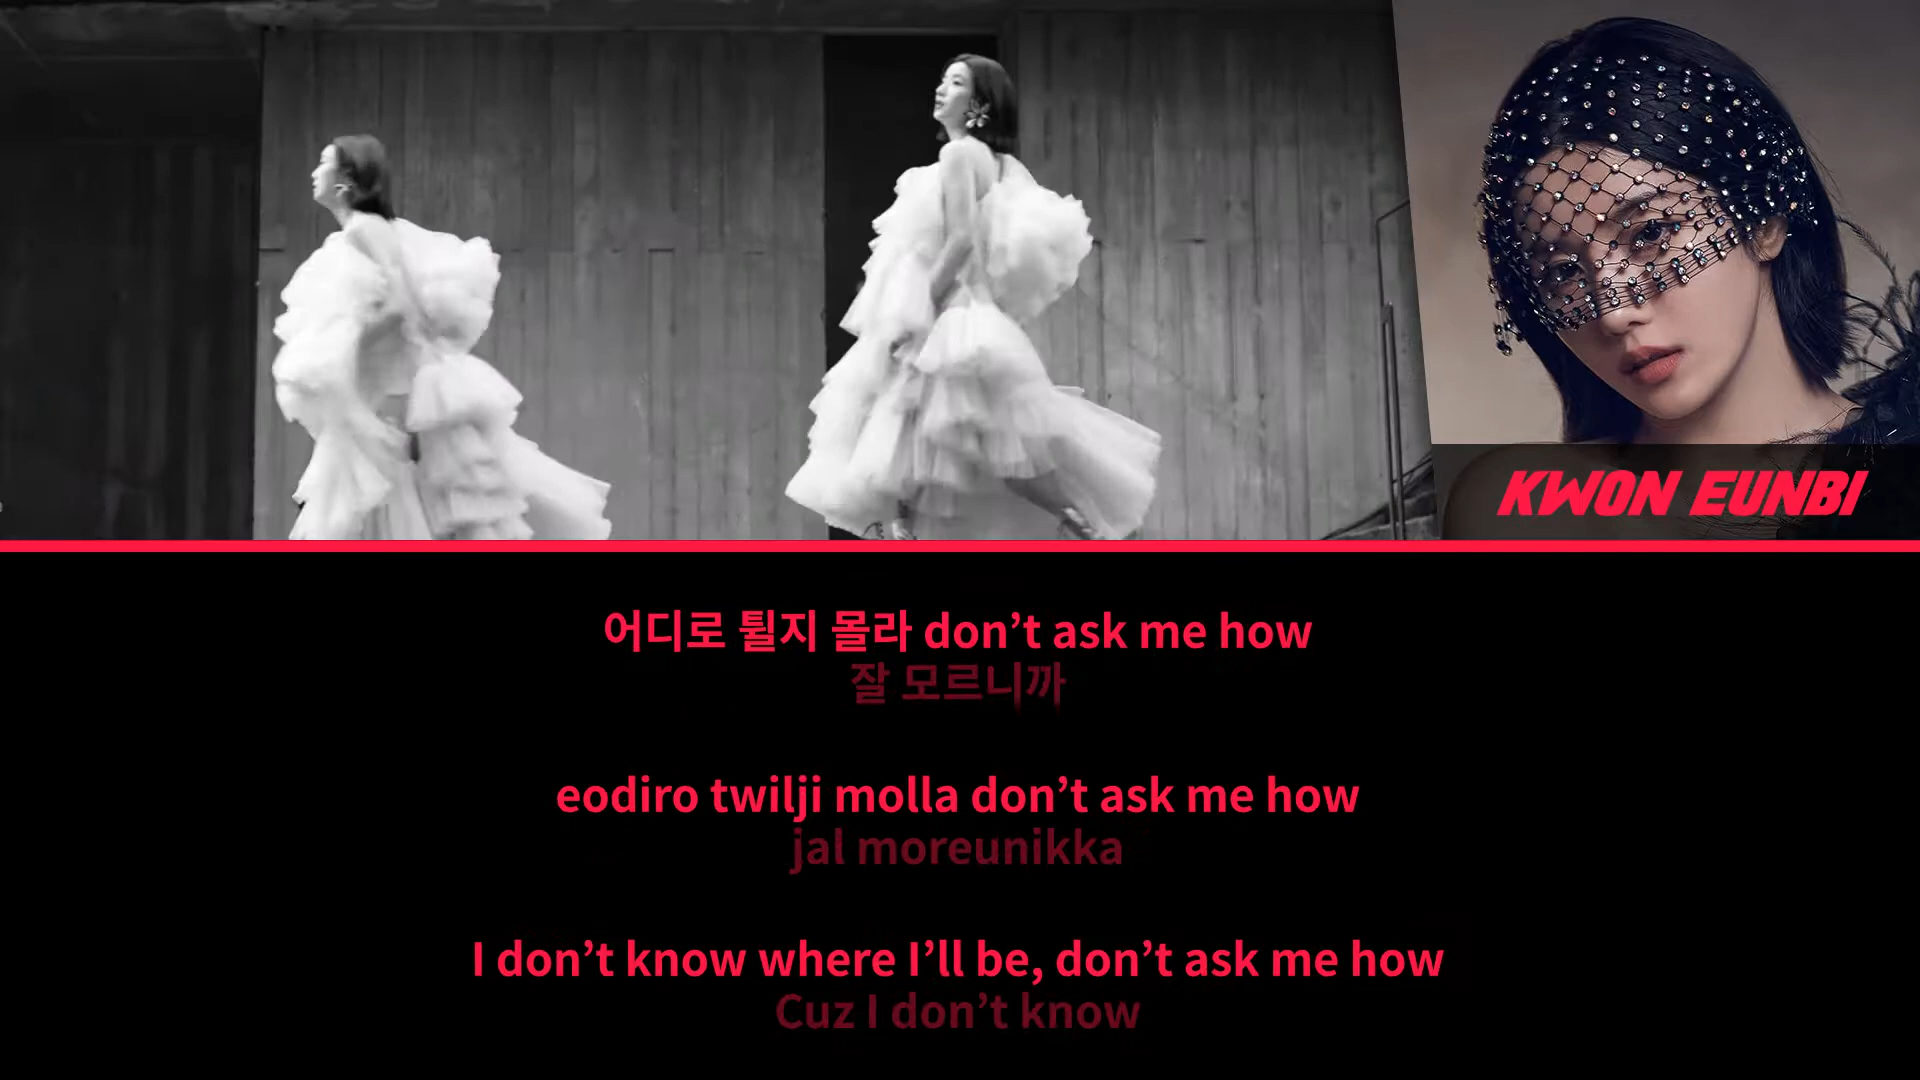 KWON EUNBI
어디로 튈지 몰라 don’t ask me how
잘 모르니까
eodiro twilji molla don’t ask me how
jal moreunikka
I don’t know where I’ll be, don’t ask me how
Cuz I don’t know